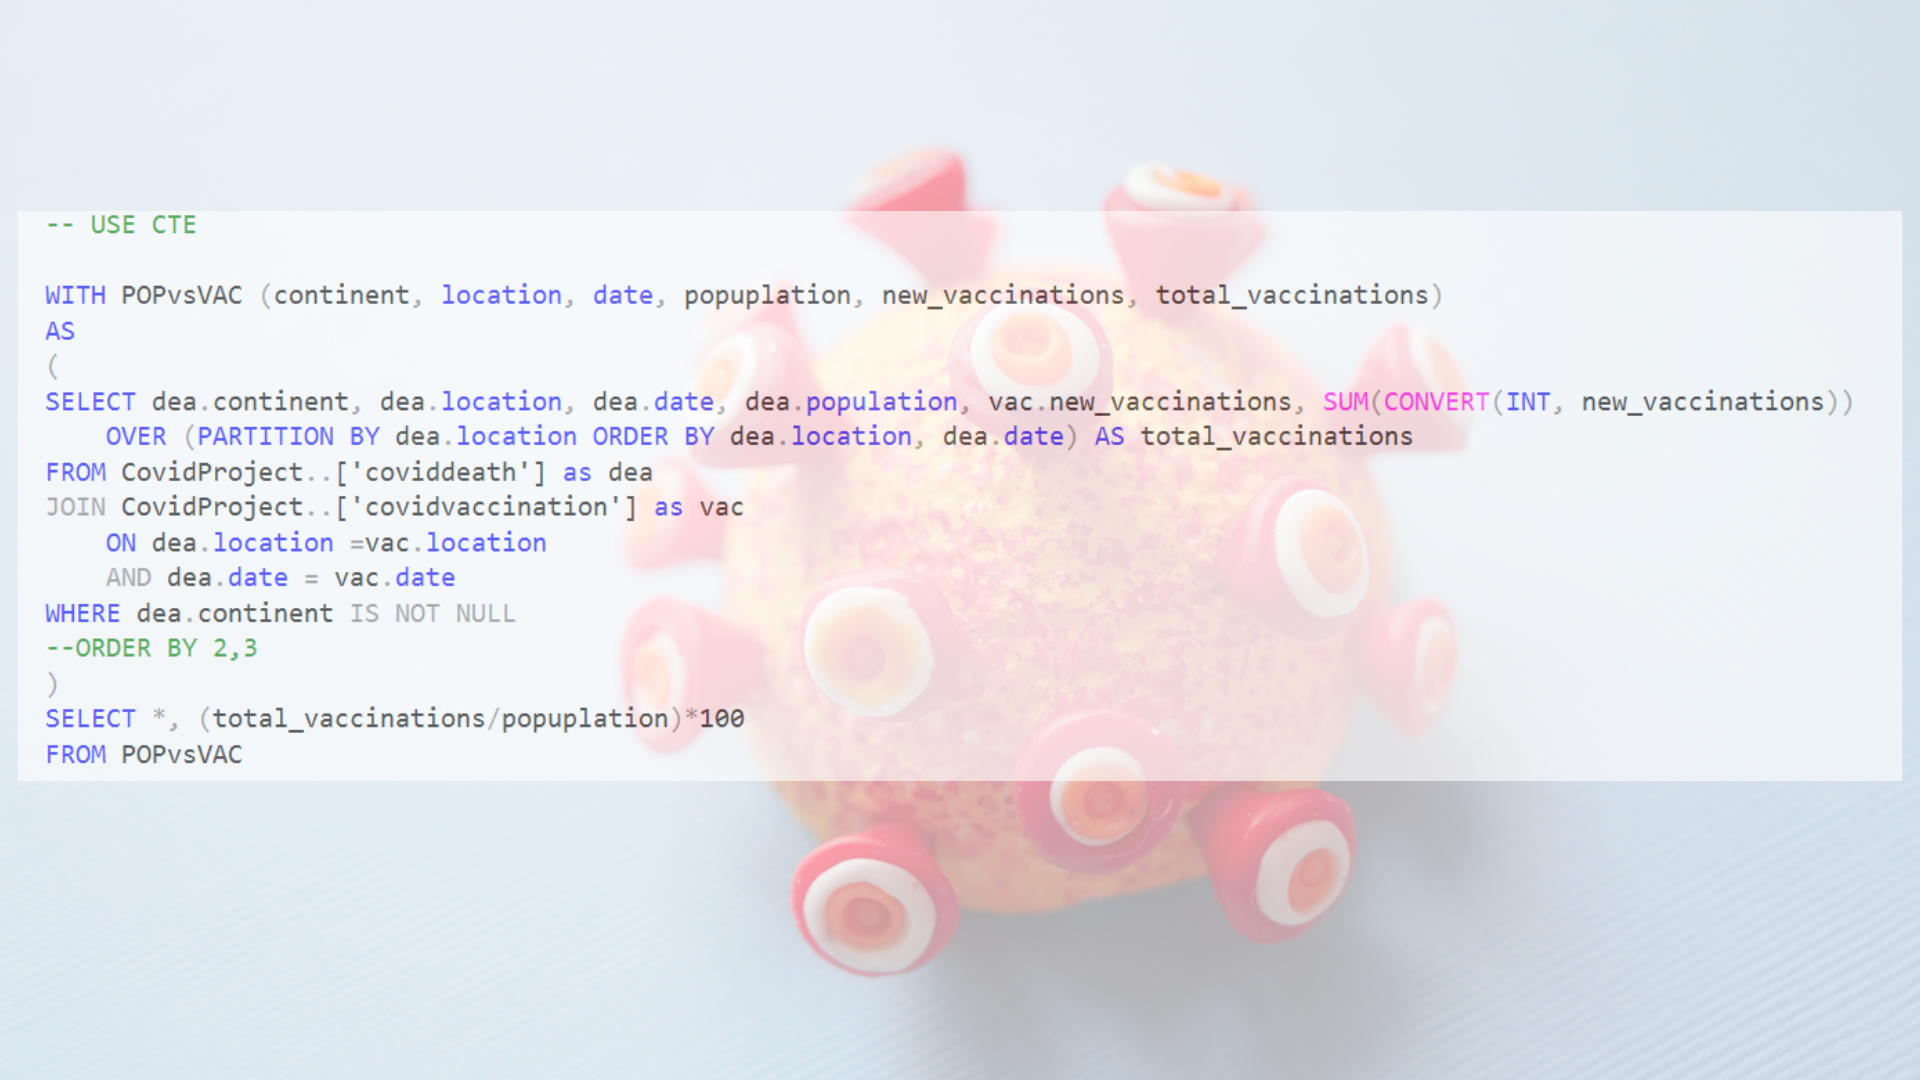 -- USE CTE
WITH POPvsVAC (continent, location, date, popuplation, new_vaccinations, total_vaccinations)
AS
(
SELECT dea.continent, dea.location, dea.date, dea.population, vac.new_vaccinations, SUM(CONVERT(INT, new_vaccinations))
OVER (PARTITION BY dea.location ORDER BY dea.location, dea.date) AS total_vaccinations
FROM CovidProject..['coviddeath'] as dea
JOIN CovidProject..['covidvaccination'] as vac
ON dea.location =vac.location
AND dea.date = vac.date
WHERE dea.continent IS NOT NULL
--ORDER BY 2,3
)
SELECT *, (total_vaccinations/popuplation)*100
FROM POPvsVAC